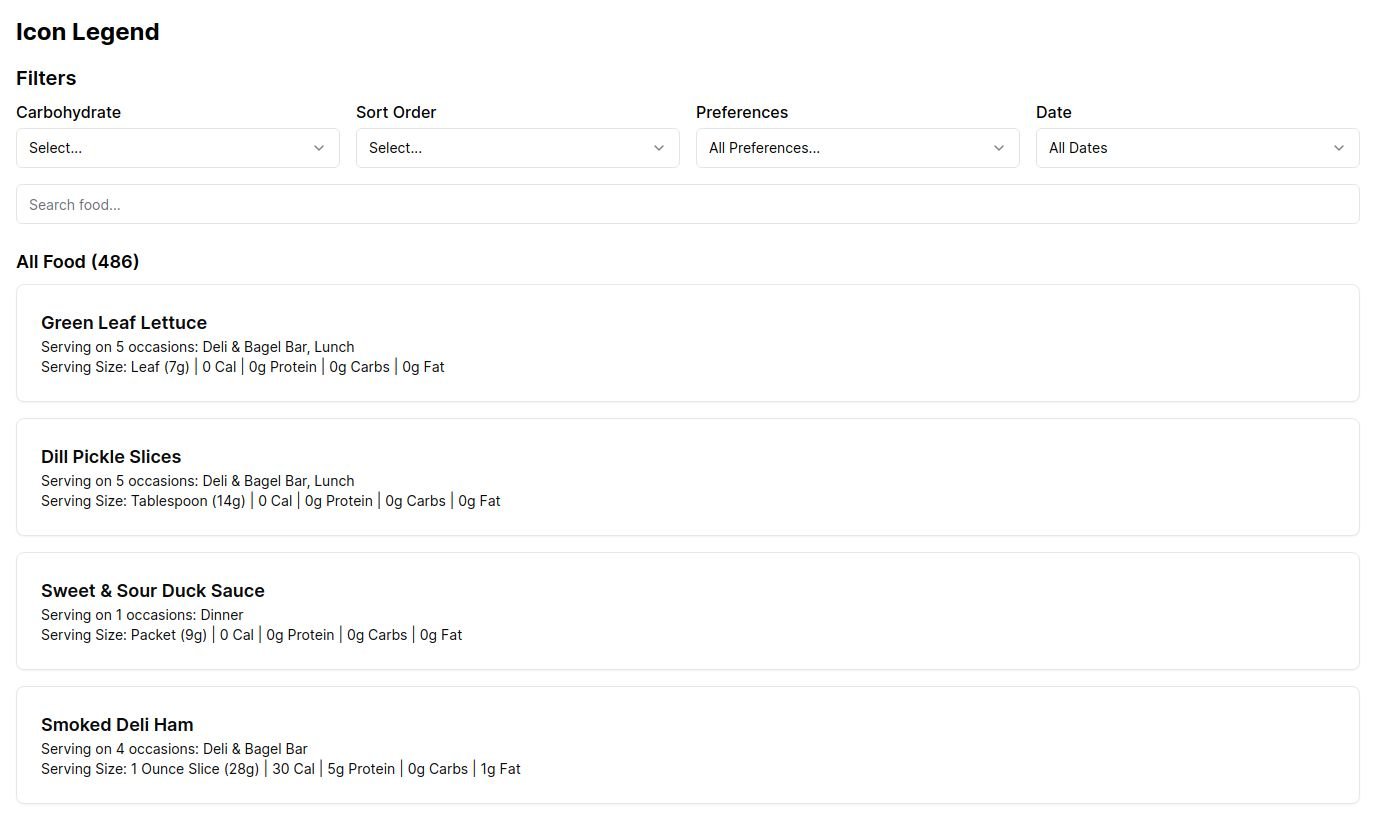 Icon Legend
Filters
Carbohydrate
Sort Order
Preferences
Date
Select...
Select...
All Preferences...
All Dates
Search food...
All Food (486)
Green Leaf Lettuce
Serving on 5 occasions: Deli & Bagel Bar, Lunch
Serving Size: Leaf (7g) | 0 Cal | 0g Protein | 0g Carbs | 0g Fat
Dill Pickle Slices
Serving on 5 occasions: Deli & Bagel Bar, Lunch
Serving Size: Tablespoon (14g) | 0 Cal | 0g Protein | 0g Carbs | 0g Fat
Sweet & Sour Duck Sauce
Serving on 1 occasions: Dinner
Serving Size: Packet (9g) | 0 Cal | 0g Protein | 0g Carbs | 0g Fat
Smoked Deli Ham
Serving on 4 occasions: Deli & Bagel Bar
Serving Size: 1 Ounce Slice (28g) | 30 Cal | 5g Protein | 0g Carbs | 1g Fat